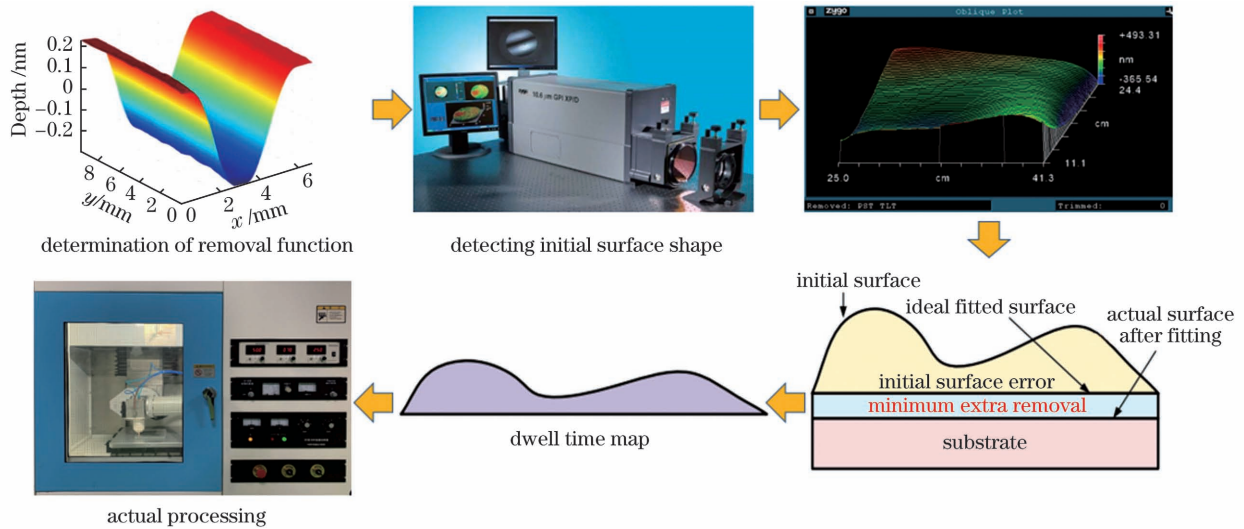 0.2
0.1
0
−0.1
−0.2
Depth /nm
8
6
4
2
0
y/mm
0
2
4
6
x /mm
determination of removal function
zygo
10.6 µm GPI XP/D
detecting initial surface shape
zygo
Oblique Plot
+493.31
nm
-365.54
24.4
cm
11.1
25.0
cm
41.3
Removed: PST TLT
Trimmed: 0
initial surface
ideal fitted surface
actual surface
after fitting
initial surface error
minimum extra removal
substrate
dwell time map
actual processing